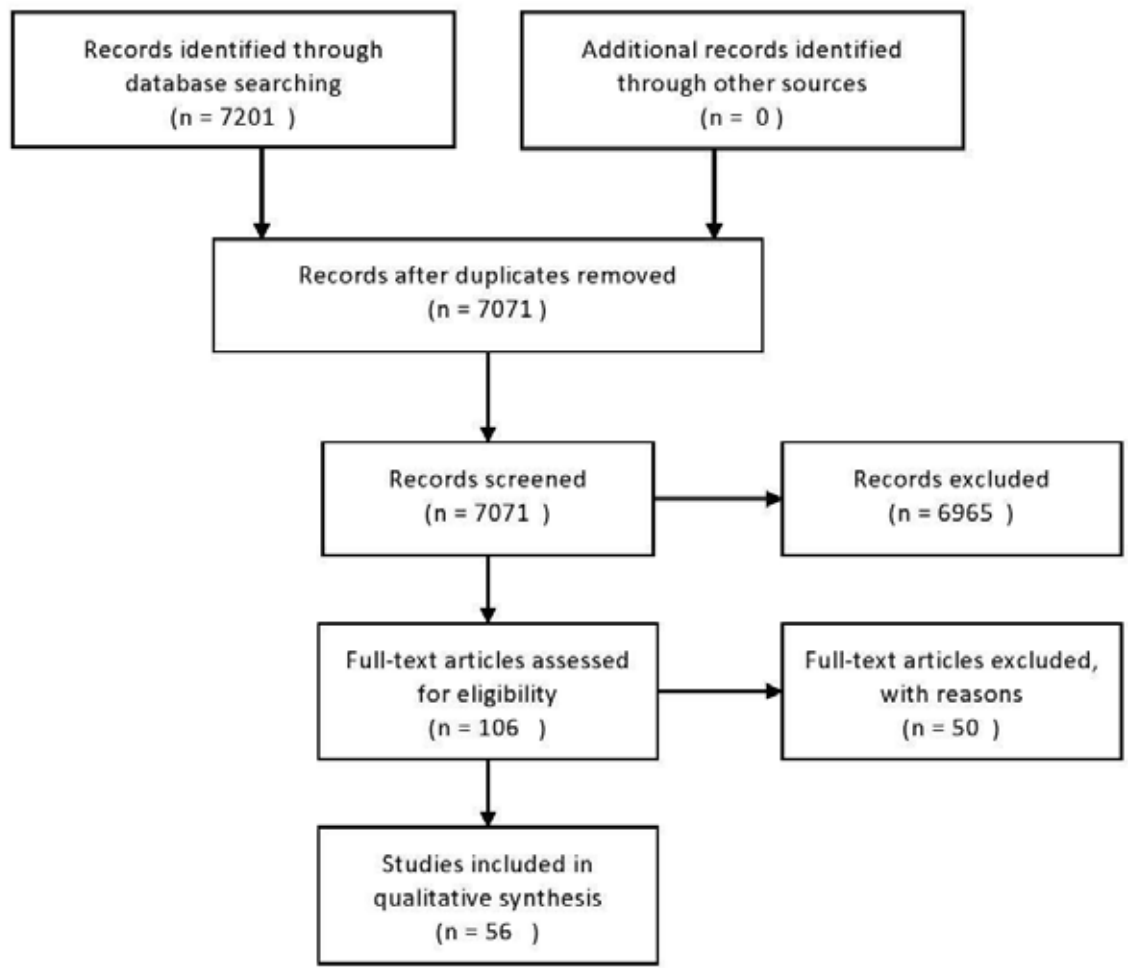 Records identified through
database searching
(n = 7201 )
Additional records identified
through other sources
(n = 0 )
Records after duplicates removed
(n = 7071 )
Records screened
(n = 7071 )
Records excluded
(n = 6965 )
Full-text articles assessed
for eligibility
(n = 106 )
Full-text articles excluded,
with reasons
(n = 50 )
Studies included in
qualitative synthesis
(n = 56 )